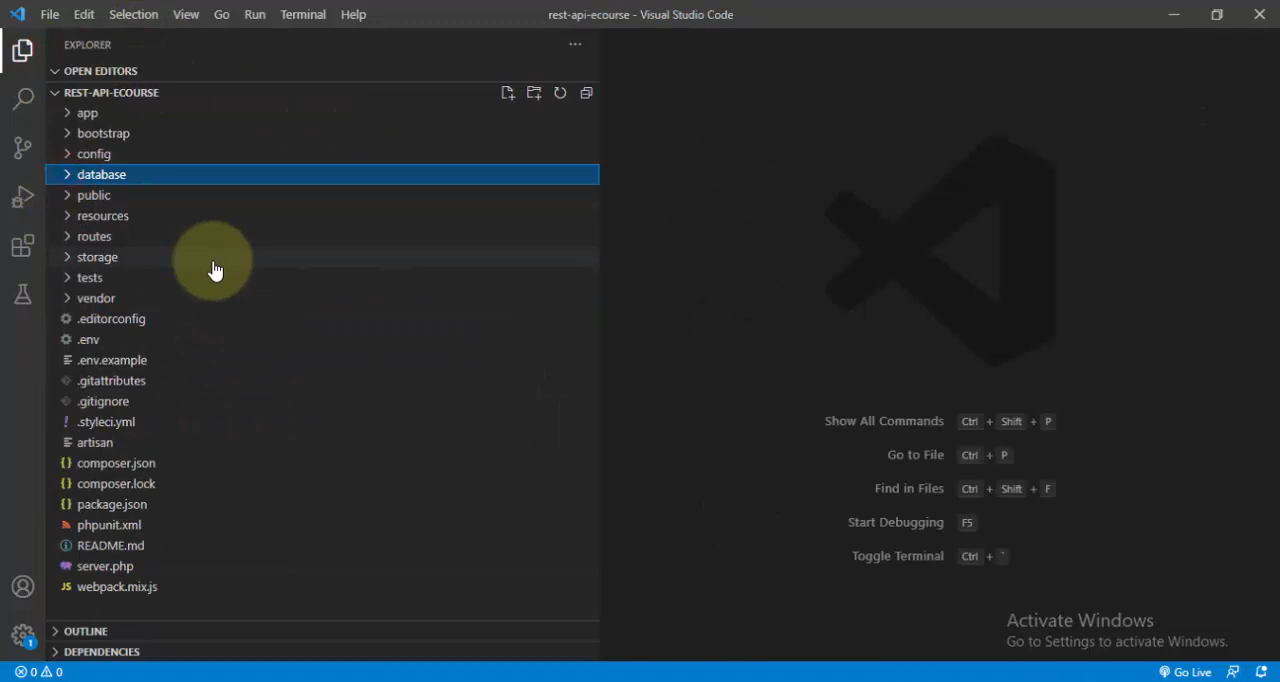 File Edit Selection View Go Run Terminal Help rest-api-ecourse - Visual Studio Code
EXPLORER
OPEN EDITORS
REST-API-ECOURSE
app
bootstrap
config
database
public
resources
routes
storage
tests
vendor
.editorconfig
.env
.env.example
.gitattributes
.gitignore
.styleci.yml
artisan
composer.json
composer.lock
package.json
phpunit.xml
README.md
server.php
webpack.mix.js
OUTLINE
DEPENDENCIES
Show All Commands Ctrl + Shift + P
Go to File Ctrl + P
Find in Files Ctrl + Shift + F
Start Debugging F5
Toggle Terminal Ctrl + `
Activate Windows
Go to Settings to activate Windows.
1
0 0 Go Live